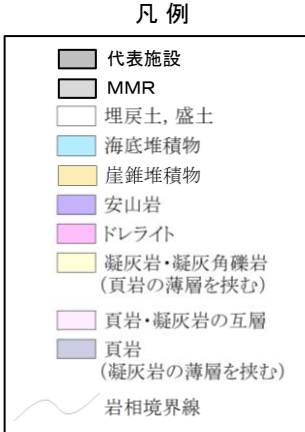 凡 例
代表施設
MMR
埋戻土, 盛土
海底堆積物
崖錐堆積物
安山岩
ドレライト
凝灰岩・凝灰角礫岩
(頁岩の薄層を挟む)
頁岩・凝灰岩の互層
頁岩
(凝灰岩の薄層を挟む)
岩相境界線